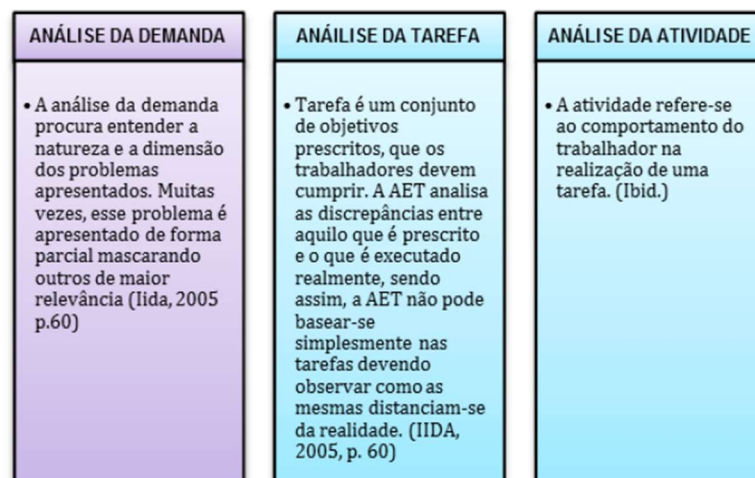 ANÁLISE DA DEMANDA
• A análise da demanda
procura entender a
natureza e a dimensão
dos problemas
apresentados. Muitas
vezes, esse problema é
apresentado de forma
parcial mascarando
outros de maior
relevância (Iida, 2005
p.60)
ANÁILISE DA TAREFA
• Tarefa é um conjunto
de objetivos
prescritos, que os
trabalhadores devem
cumprir. A AET analisa
as discrepâncias entre
aquilo que é prescrito
e o que é executado
realmente, sendo
assim, a AET não pode
basear-se
simplesmente nas
tarefas devendo
observar como as
mesmas distanciam-se
da realidade. (IIDA,
2005, p. 60)
ANÁLISE DA ATIVIDADE
• A atividade refere-se
ao comportamento do
trabalhador na
realização de uma
tarefa. (Ibid.)